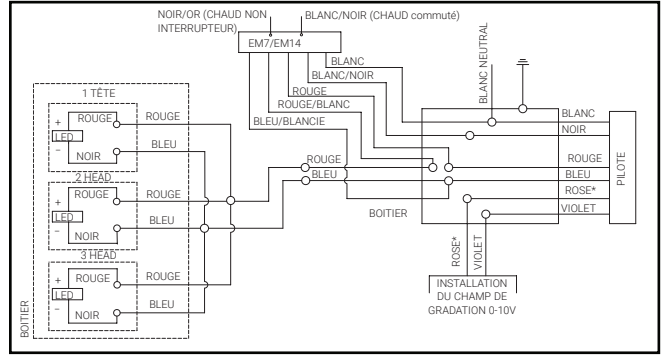 NOIR/OR (CHAUD NON
INTERRUPTEUR)
BLANC/NOIR (CHAUD commuté)
EM7/EM14
BLANC
BLANC/NOIR
ROUGE
ROUGE/BLANC
BLEU/BLANCIE
BLANC NEUTRAL
1 TÊTE
+
ROUGE
LED
–
NOIR
ROUGE
BLEU
2 HEAD
+
ROUGE
LED
–
NOIR
ROUGE
BLEU
3 HEAD
+
ROUGE
LED
–
NOIR
ROUGE
BLEU
BOITIER
ROUGE
BLEU
BOITIER
BLANC
NOIR
ROUGE
BLEU
ROSE*
VIOLET
PILOTE
ROSE*
VIOLET
INSTALLATION
DU CHAMP DE
GRADATION 0-10V